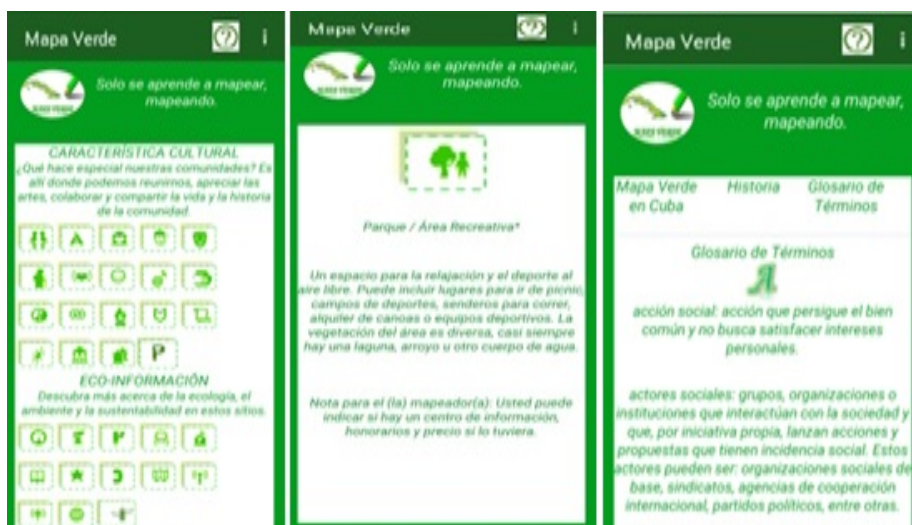 Mapa Verde
Solo se aprende a mapear,
mapeando.
CARACTERÍSTICA CULTURAL
¿Qué hace especial nuestras comunidades? Es
allí donde podemos reunirnos, apreciar las
artes, colaborar y compartir la vida y la historia
de la comunidad.
ECO-INFORMACIÓN
Descubra más acerca de la ecología, el
ambiente y la sustentabilidad en estos sitios.
Mapa Verde
Solo se aprende a mapear,
mapeando.
Parque / Área Recreativa*
Un espacio para la relajación y el deporte al
aire libre. Puede incluir lugares para ir de picnic,
campos de deportes, senderos para correr,
alquiler de canoas o equipos deportivos. La
vegetación del área es diversa, casi siempre
hay una laguna, arroyo u otro cuerpo de agua.
Nota para el (la) mapeador(a): Usted puede
indicar si hay un centro de información,
honorarios y precio si lo tuviera.
Mapa Verde
MAPA VERDE
Solo se aprende a mapear,
mapeando.
Mapa Verde
en Cuba
Historia
Glosario de
Términos
Glosario de Términos
A
acción social: acción que persigue el bien
común y no busca satisfacer intereses
personales.
actores sociales: grupos, organizaciones o
instituciones que interactúan con la sociedad y
que, por iniciativa propia, lanzan acciones y
propuestas que tienen incidencia social. Estos
actores pueden ser: organizaciones sociales de
base, sindicatos, agencias de cooperación
internacional, partidos políticos, entre otras.